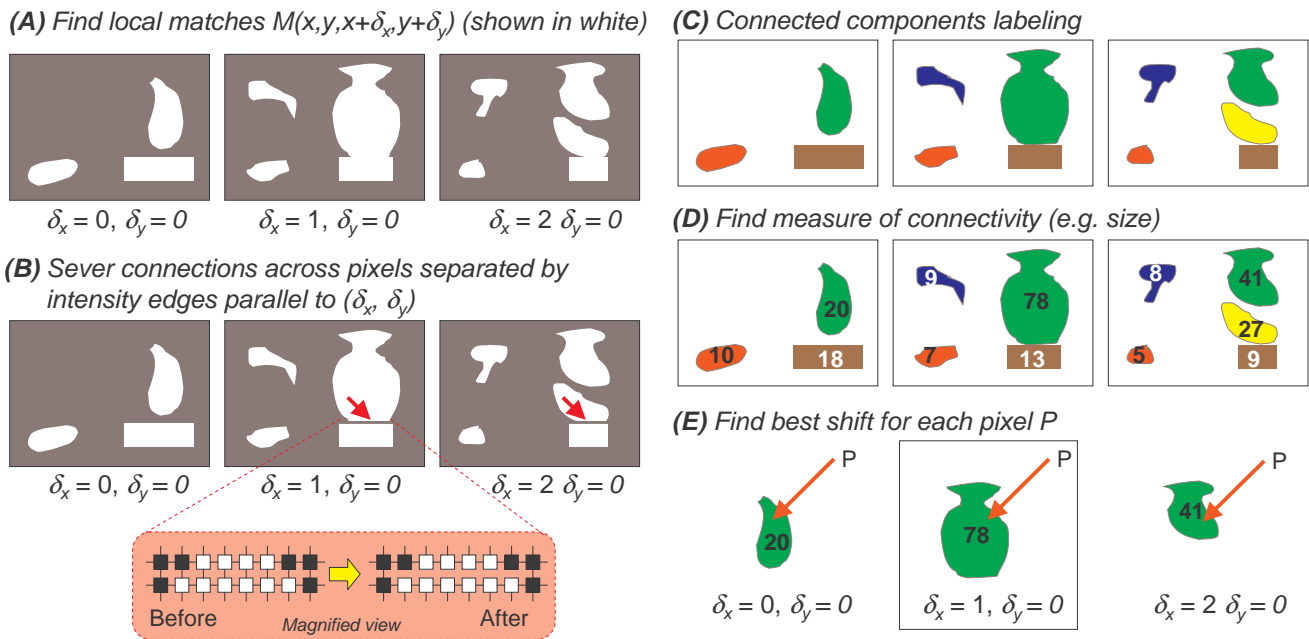 (A) Find local matches M(x,y,x+δx,y+δy) (shown in white)
δx = 0, δy = 0
δx = 1, δy = 0
δx = 2 δy = 0
(B) Sever connections across pixels separated by
intensity edges parallel to (δx, δy)
δx = 0, δy = 0
δx = 1, δy = 0
δx = 2 δy = 0
Before
Magnified view
After
(C) Connected components labeling
(D) Find measure of connectivity (e.g. size)
20
10
18
9
78
7
13
8
41
27
5
9
(E) Find best shift for each pixel P
P
20
δx = 0, δy = 0
P
78
δx = 1, δy = 0
P
41
δx = 2 δy = 0